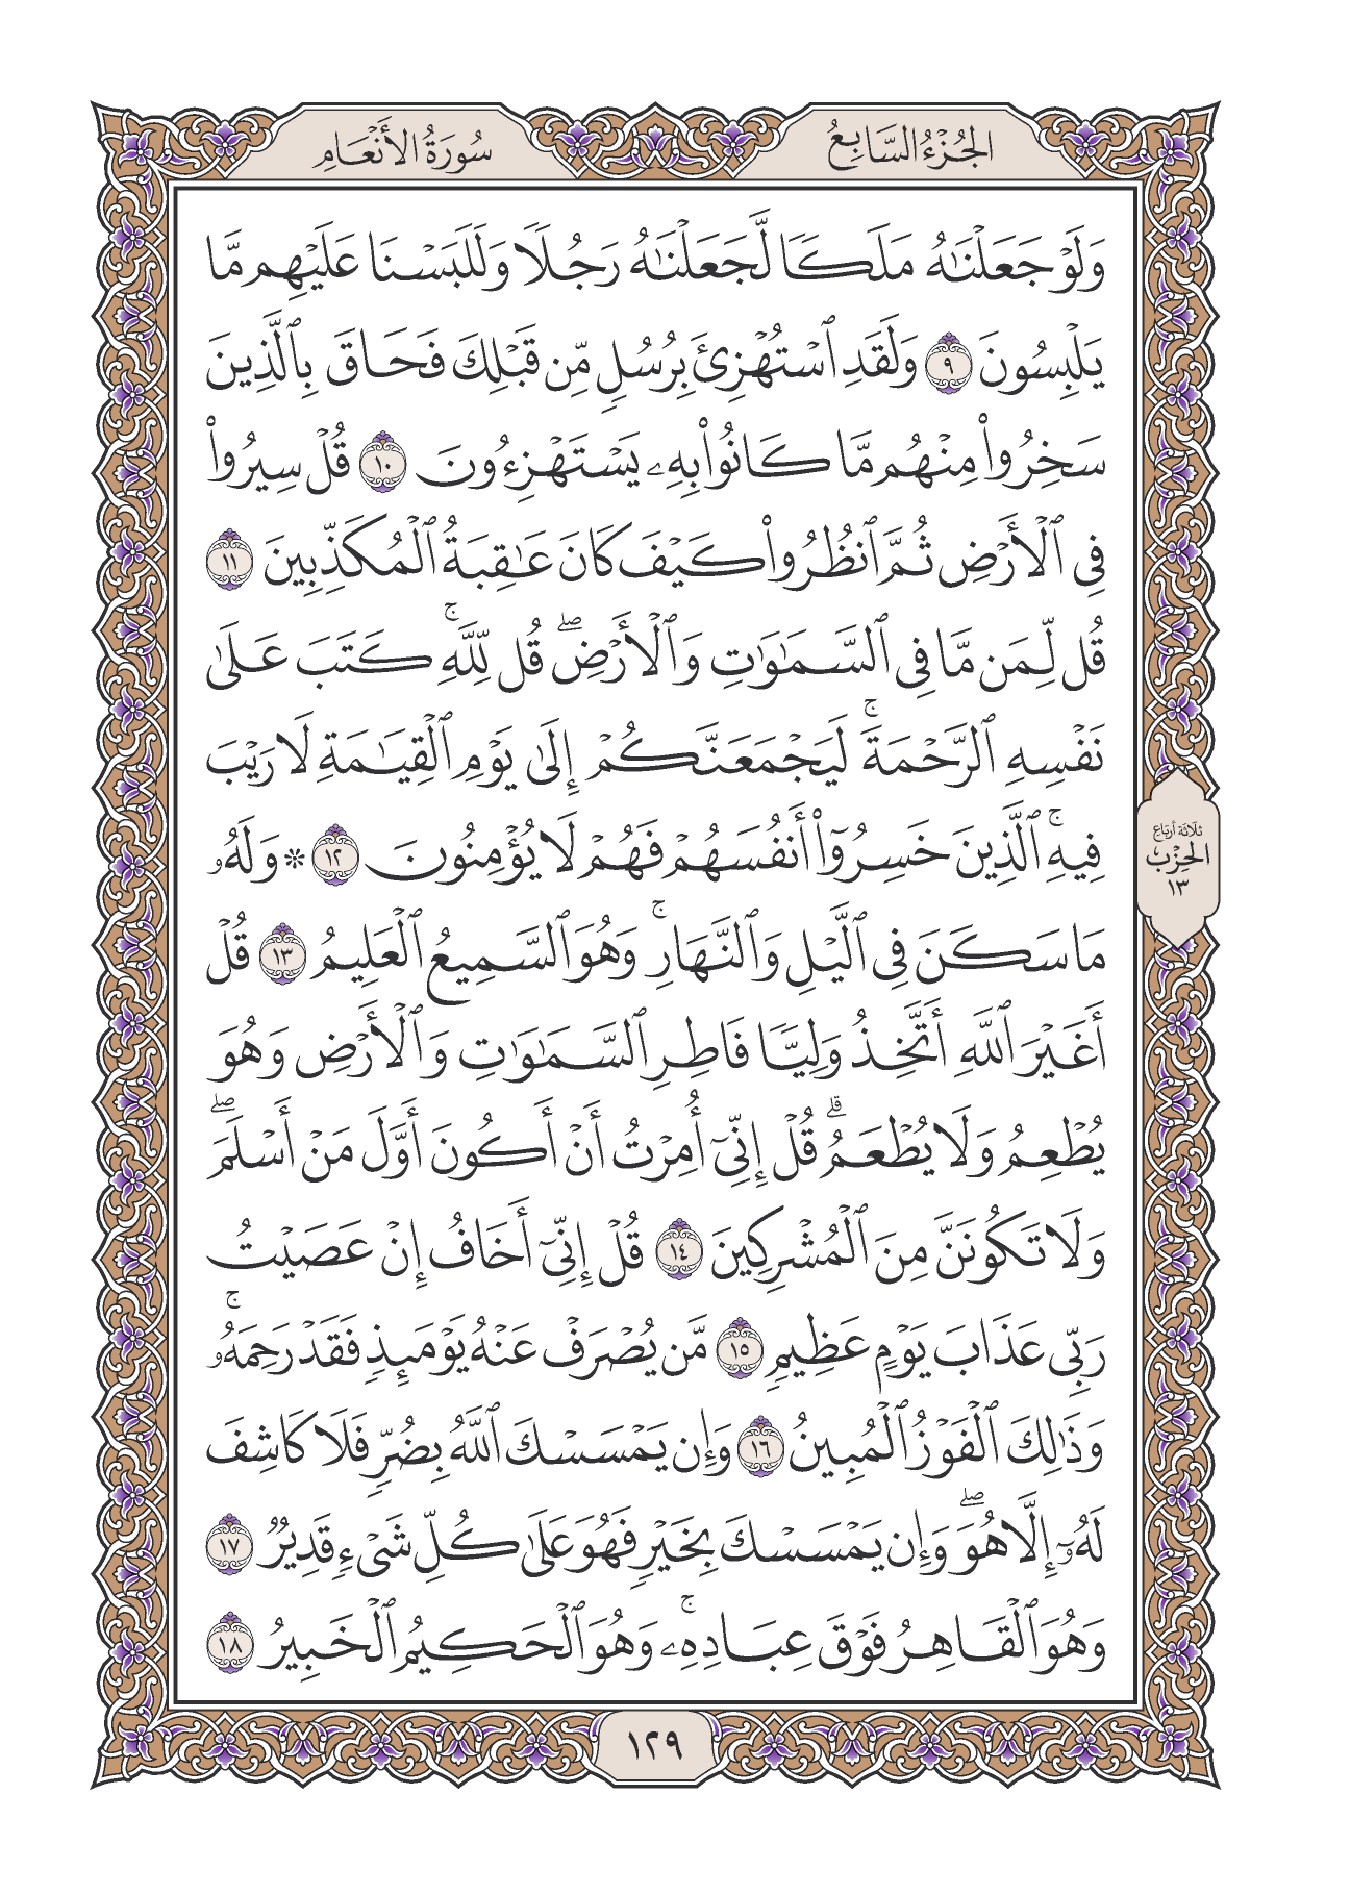 الجُزْءُ السَّابِعُ
سُورَةُ الأَنْعَامِ
وَلَوْ جَعَلْنَٰهُ مَلَكًا لَّجَعَلْنَٰهُ رَجُلًا وَلَلَبَسْنَا عَلَيْهِم مَّا
يَلْبِسُونَ ٩ وَلَقَدِ ٱسْتُهْزِئَ بِرُسُلٍ مِّن قَبْلِكَ فَحَاقَ بِٱلَّذِينَ
سَخِرُوا۟ مِنْهُم مَّا كَانُوا۟ بِهِۦ يَسْتَهْزِءُونَ ١٠ قُلْ سِيرُوا۟
فِى ٱلْأَرْضِ ثُمَّ ٱنظُرُوا۟ كَيْفَ كَانَ عَٰقِبَةُ ٱلْمُكَذِّبِينَ ١١
قُل لِّمَن مَّا فِى ٱلسَّمَٰوَٰتِ وَٱلْأَرْضِ ۖ قُل لِّلَّهِ ۚ كَتَبَ عَلَىٰ
نَفْسِهِ ٱلرَّحْمَةَ ۚ لَيَجْمَعَنَّكُمْ إِلَىٰ يَوْمِ ٱلْقِيَٰمَةِ لَا رَيْبَ
فِيهِ ۚ ٱلَّذِينَ خَسِرُوٓا۟ أَنفُسَهُمْ فَهُمْ لَا يُؤْمِنُونَ ١٢ ۞ وَلَهُۥ
مَا سَكَنَ فِى ٱلَّيْلِ وَٱلنَّهَارِ ۚ وَهُوَ ٱلسَّمِيعُ ٱلْعَلِيمُ ١٣ قُلْ
أَغَيْرَ ٱللَّهِ أَتَّخِذُ وَلِيًّا فَاطِرِ ٱلسَّمَٰوَٰتِ وَٱلْأَرْضِ وَهُوَ
يُطْعِمُ وَلَا يُطْعَمُ ۗ قُلْ إِنِّىٓ أُمِرْتُ أَنْ أَكُونَ أَوَّلَ مَنْ أَسْلَمَ ۖ
وَلَا تَكُونَنَّ مِنَ ٱلْمُشْرِكِينَ ١٤ قُلْ إِنِّىٓ أَخَافُ إِنْ عَصَيْتُ
رَبِّى عَذَابَ يَوْمٍ عَظِيمٍ ١٥ مَّن يُصْرَفْ عَنْهُ يَوْمَئِذٍ فَقَدْ رَحِمَهُۥ ۚ
وَذَٰلِكَ ٱلْفَوْزُ ٱلْمُبِينُ ١٦ وَإِن يَمْسَسْكَ ٱللَّهُ بِضُرٍّ فَلَا كَاشِفَ
لَهُۥٓ إِلَّا هُوَ ۖ وَإِن يَمْسَسْكَ بِخَيْرٍ فَهُوَ عَلَىٰ كُلِّ شَىْءٍ قَدِيرٌ ١٧
وَهُوَ ٱلْقَاهِرُ فَوْقَ عِبَادِهِۦ ۚ وَهُوَ ٱلْحَكِيمُ ٱلْخَبِيرُ ١٨
ثلاثة أرباع
الحِزْب
١٣
١٢٩